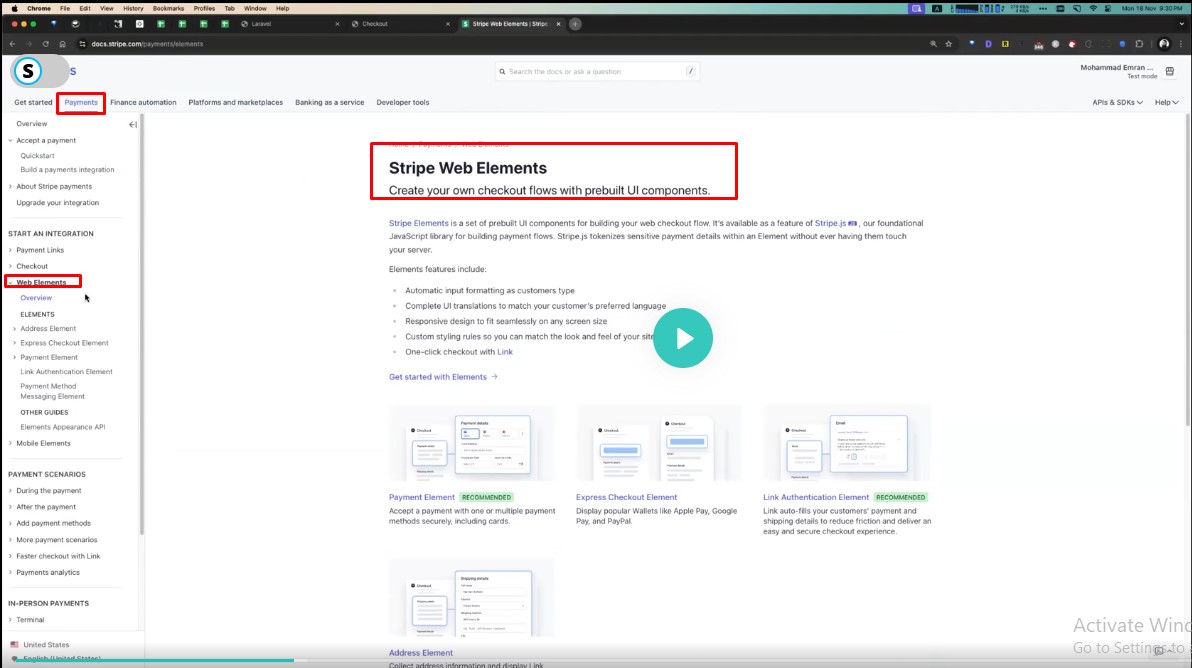 Chrome File Edit View History Bookmarks Profiles Tab Window Help
Mon 18 Nov 9:30PM
Laravel
Checkout
Stripe Web Elements | Stripe
docs.stripe.com/payments/elements
S
S
Search the docs or ask a question
/
Mohammad Emran ...
Test mode
Get started
Payments
Finance automation
Platforms and marketplaces
Banking as a service
Developer tools
APIs & SDKs
Help
Overview
Accept a payment
Quickstart
Build a payments integration
About Stripe payments
Upgrade your integration
START AN INTEGRATION
Payment Links
Checkout
Web Elements
Overview
ELEMENTS
Address Element
Express Checkout Element
Payment Element
Link Authentication Element
Payment Method
Messaging Element
OTHER GUIDES
Elements Appearance API
Mobile Elements
PAYMENT SCENARIOS
During the payment
After the payment
Add payment methods
More payment scenarios
Faster checkout with Link
Payments analytics
IN-PERSON PAYMENTS
Terminal
United States
English (United States)
Home / Payments / Web Elements
Stripe Web Elements
Create your own checkout flows with prebuilt UI components.
Stripe Elements is a set of prebuilt UI components for building your web checkout flow. It's available as a feature of Stripe.js, our foundational
JavaScript library for building payment flows. Stripe.js tokenizes sensitive payment details within an Element without ever having them touch
your server.
Elements features include:
Automatic input formatting as customers type
Complete UI translations to match your customer's preferred language
Responsive design to fit seamlessly on any screen size
Custom styling rules so you can match the look and feel of your site
One-click checkout with Link
Get started with Elements
Checkout
Payment details
Checkout
Checkout
Checkout
Email
Payment Element RECOMMENDED
Accept a payment with one or multiple payment
methods securely, including cards.
Express Checkout Element
Display popular Wallets like Apple Pay, Google
Pay, and PayPal.
Link Authentication Element RECOMMENDED
Link auto-fills your customers' payment and
shipping details to reduce friction and deliver an
easy and secure checkout experience.
Checkout
Shipping details
Address Element
Collect address information and display Link
Activate Wind
Go to Settings to